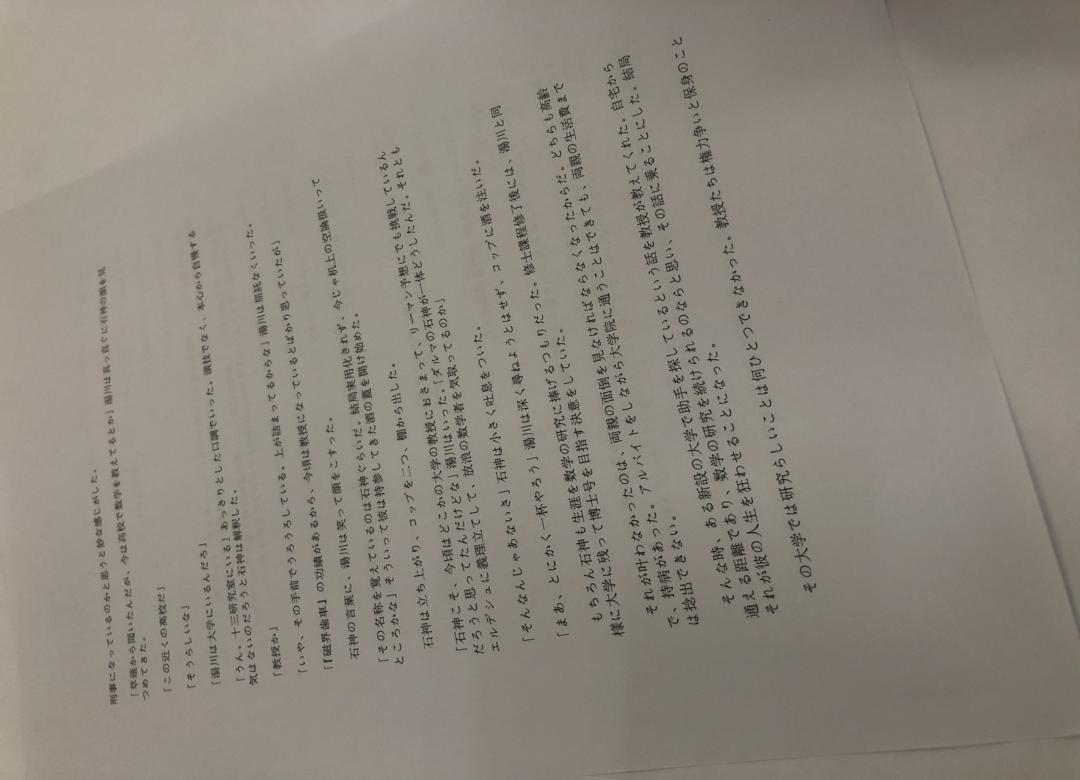 刑事になっているのかと思うと妙な感じがした。
「草薙から聞いたんだが、今は高校で数学を教えてるとか」湯川は真っ直ぐに石神の顔を見
つめてきた。
「この近くの高校だ」
「そうらしいな」
「湯川は大学にいるんだろ」
「うん。十三研究室にいる」あっさりとした口調でいった。演技でなく、本心から自慢する
気はないのだろうと石神は解釈した。
「教授か」
「いや、その手前でうろうろしている。上が詰まってるからな」湯川は屈託なくいった。
「『磁界歯車』の功績があるから、今頃は教授になっているとばかり思っていたが」
石神の言葉に、湯川は笑って顔をこすった。
「その名称を覚えているのは石神ぐらいだ。結局実用化されず、今じゃ机上の空論扱いって
ところかな」そういって彼は持参してきた酒の蓋を開け始めた。
石神は立ち上がり、コップを二つ、棚から出した。
「石神こそ、今頃はどこかの大学の教授におさまって、リーマン予想にでも挑戦しているん
だろうと思ってたんだけどな」湯川はいった。「ダルマの石神が一体どうしたんだ。それとも
エルデシュに義理立てして、放浪の数学者を気取ってるのか」
「そんなんじゃあないさ」石神は小さく吐息をついた。
「まあ、とにかく一杯やろう」湯川は深く尋ねようとはせず、コップに酒を注いだ。
もちろん石神も生涯を数学の研究に捧げるつもりだった。修士課程修了後には、湯川と同
様に大学に残って博士号を目指す決意をしていた。
それが叶わなかったのは、両親の面倒を見なければならなくなったからだ。どちらも高齢
で、持病があった。アルバイトをしながら大学院に通うことはできても、両親の生活費まで
は捻出できない。
そんな時、ある新設の大学で助手を探しているという話を教授が教えてくれた。自宅から
通える距離であり、数学の研究を続けられるのならと思い、その話に乗ることにした。結局
それが彼の人生を狂わせることになった。
その大学では研究らしいことは何ひとつできなかった。教授たちは権力争いと保身のこと